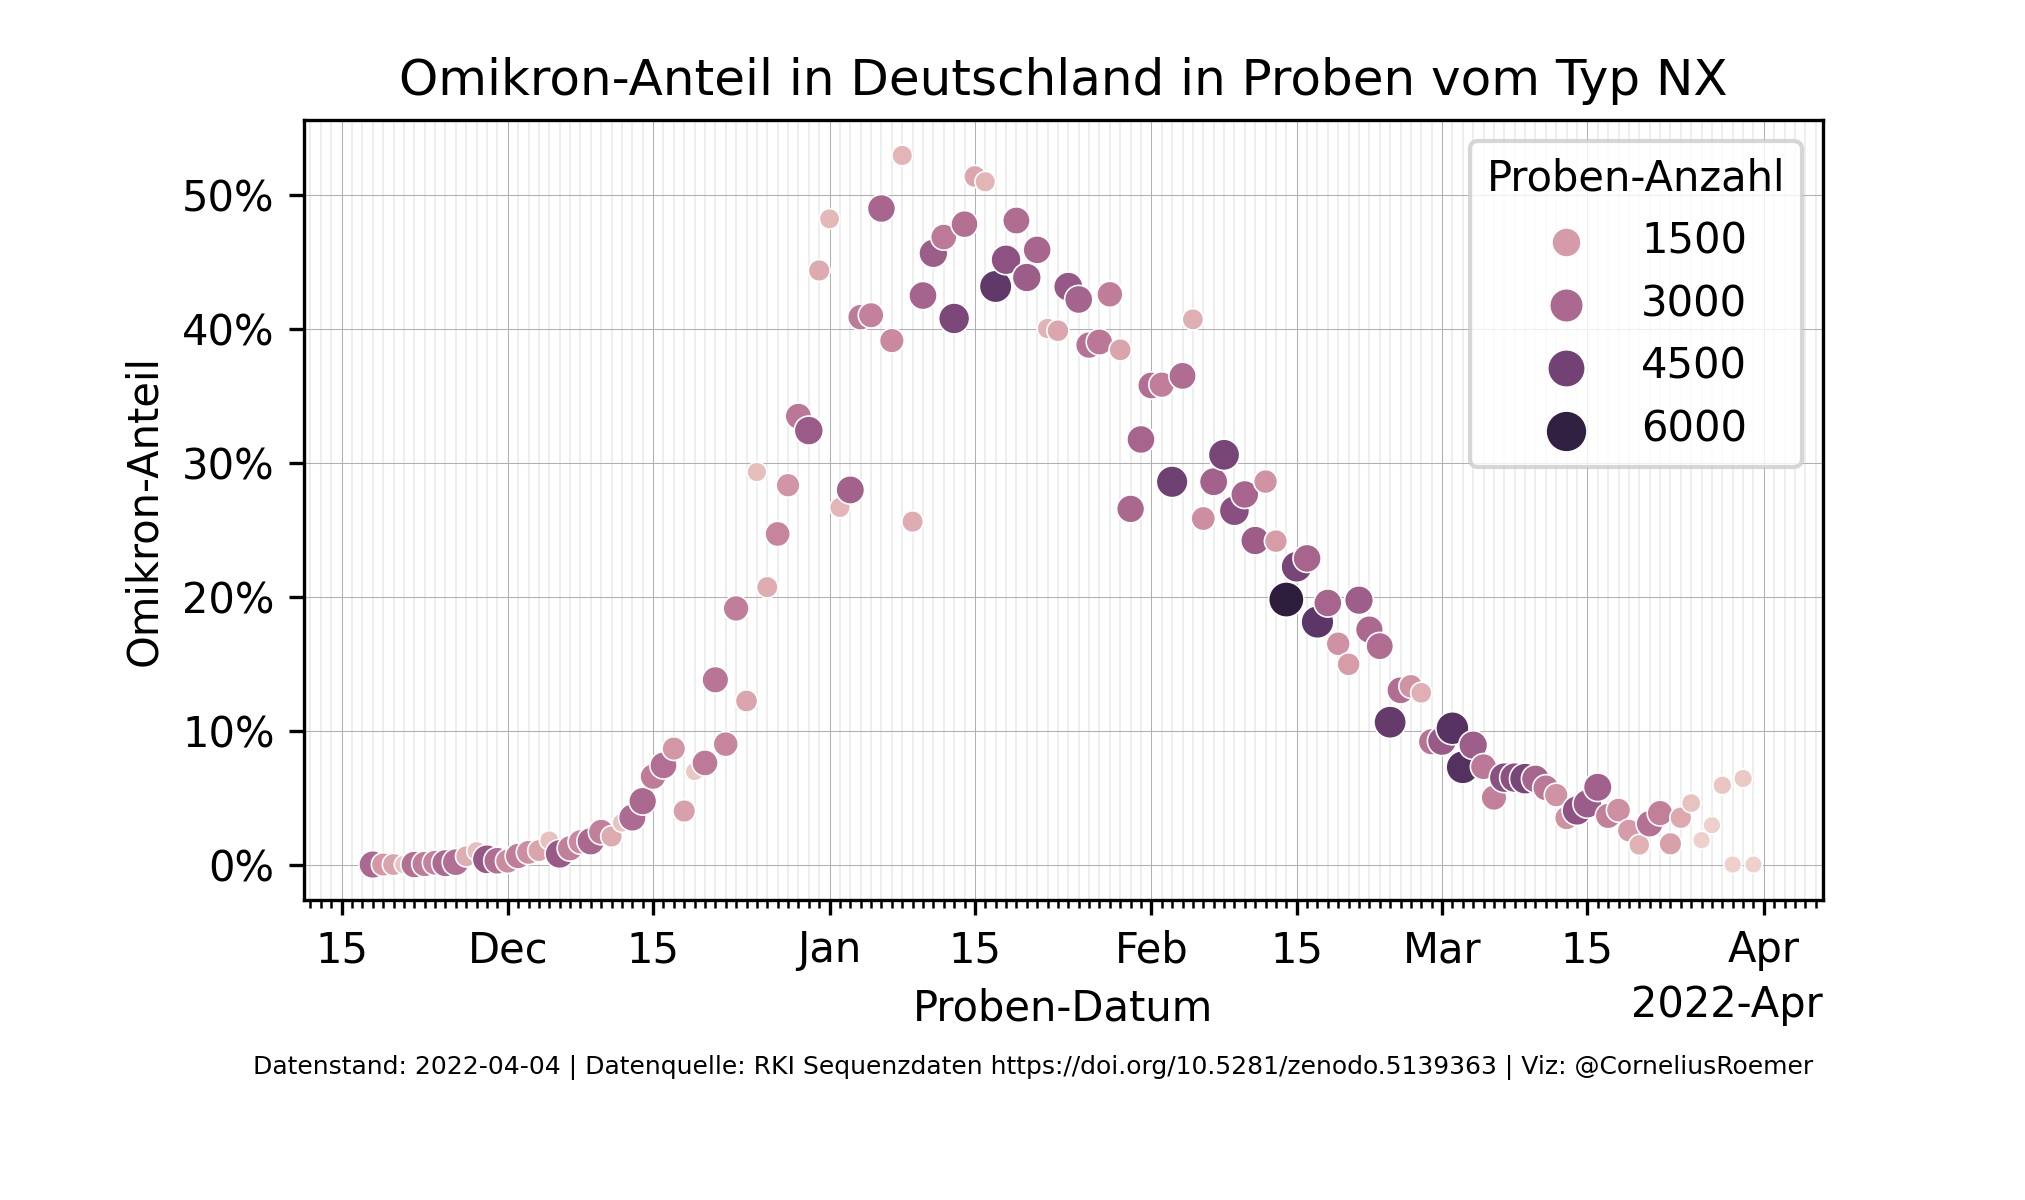 Omikron-Anteil in Deutschland in Proben vom Typ NX
Proben-Anzahl
1500
3000
4500
6000
Omikron-Anteil
50%
40%
30%
20%
10%
0%
15 Dec 15 Jan 15 Feb 15 Mar 15 Apr
Proben-Datum
2022-Apr
Datenstand: 2022-04-04 | Datenquelle: RKI Sequenzdaten https://doi.org/10.5281/zenodo.5139363 | Viz: @CorneliusRoemer